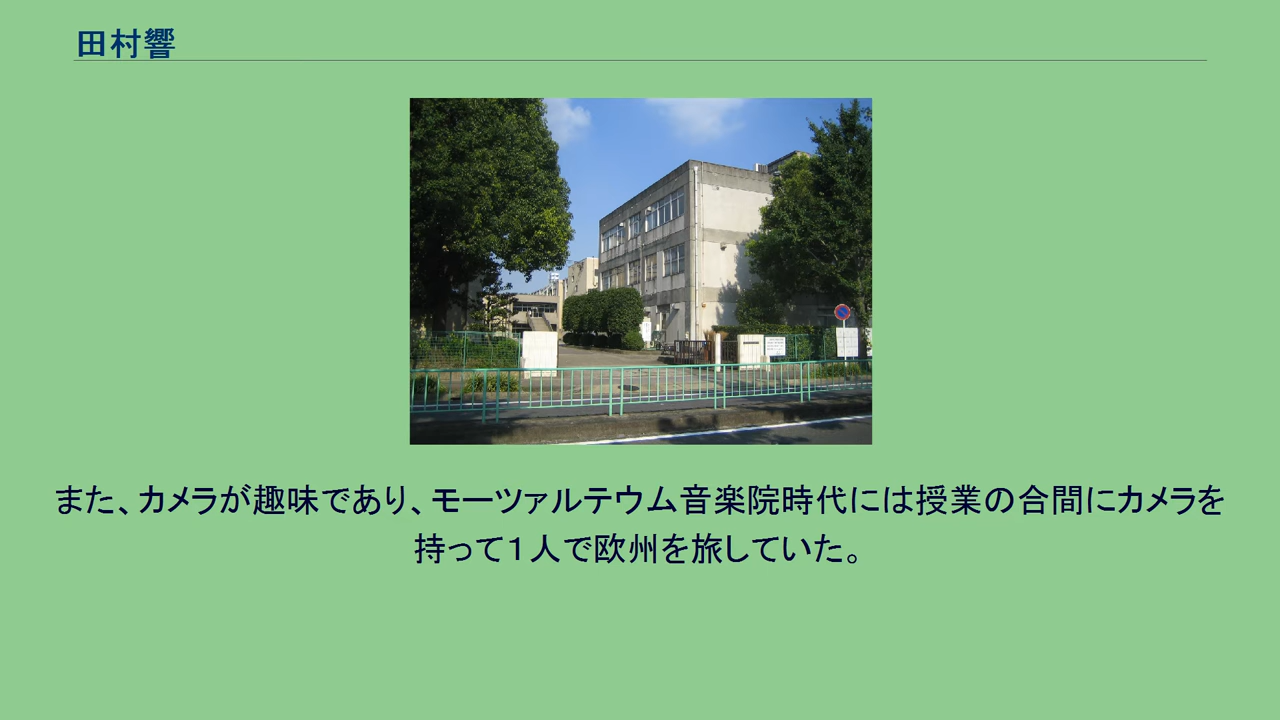 田村響
また、カメラが趣味であり、モーツァルテウム音楽院時代には授業の合間にカメラを
持って１人で欧州を旅していた。